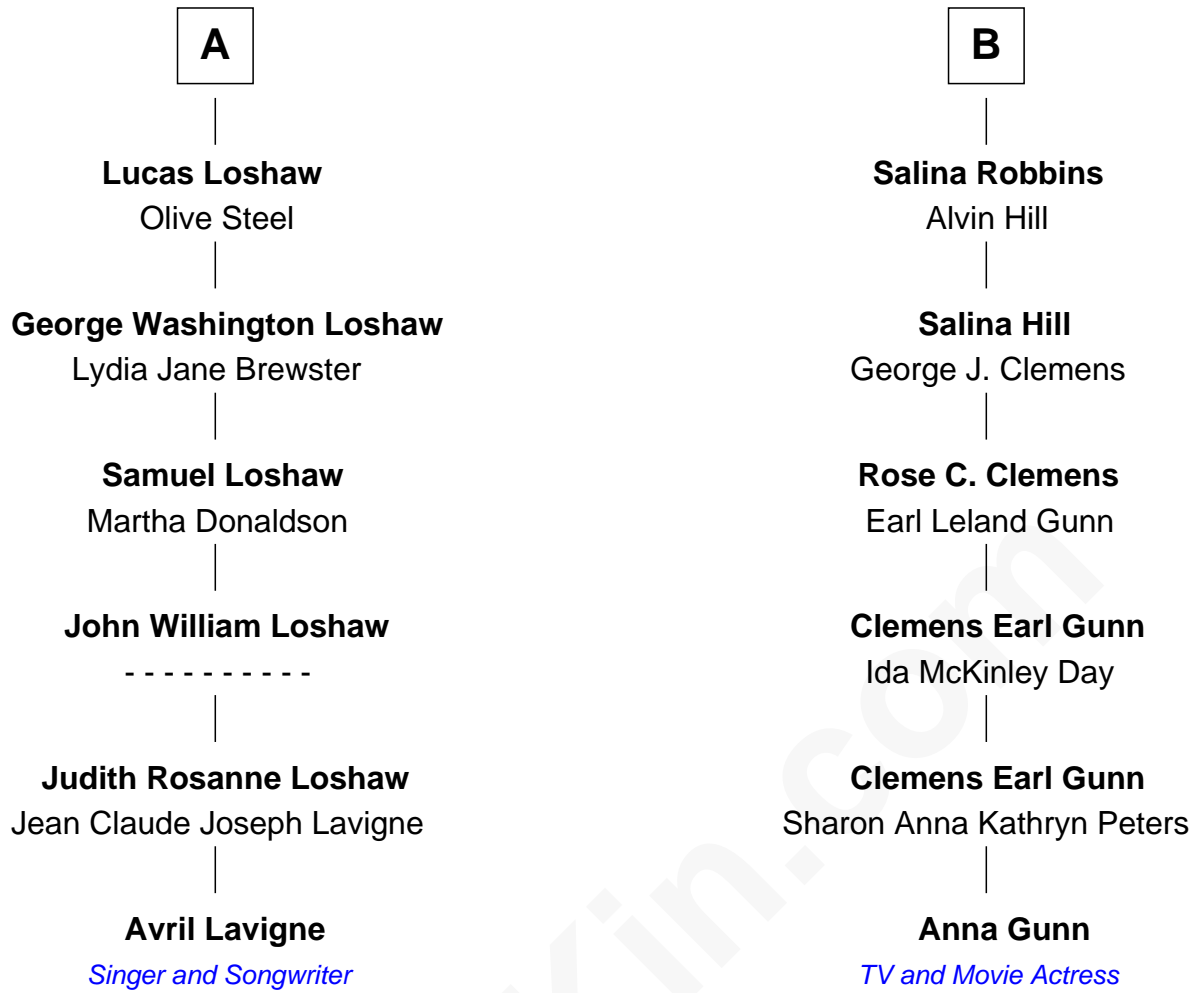 A
Lucas Loshaw
Olive Steel
George Washington Loshaw
Lydia Jane Brewster
Samuel Loshaw
Martha Donaldson
John William Loshaw
- - - - - - - - - -
Judith Rosanne Loshaw
Jean Claude Joseph Lavigne
Avril Lavigne
Singer and Songwriter
B
Salina Robbins
Alvin Hill
Salina Hill
George J. Clemens
Rose C. Clemens
Earl Leland Gunn
Clemens Earl Gunn
Ida McKinley Day
Clemens Earl Gunn
Sharon Anna Kathryn Peters
Anna Gunn
TV and Movie Actress
kin.com